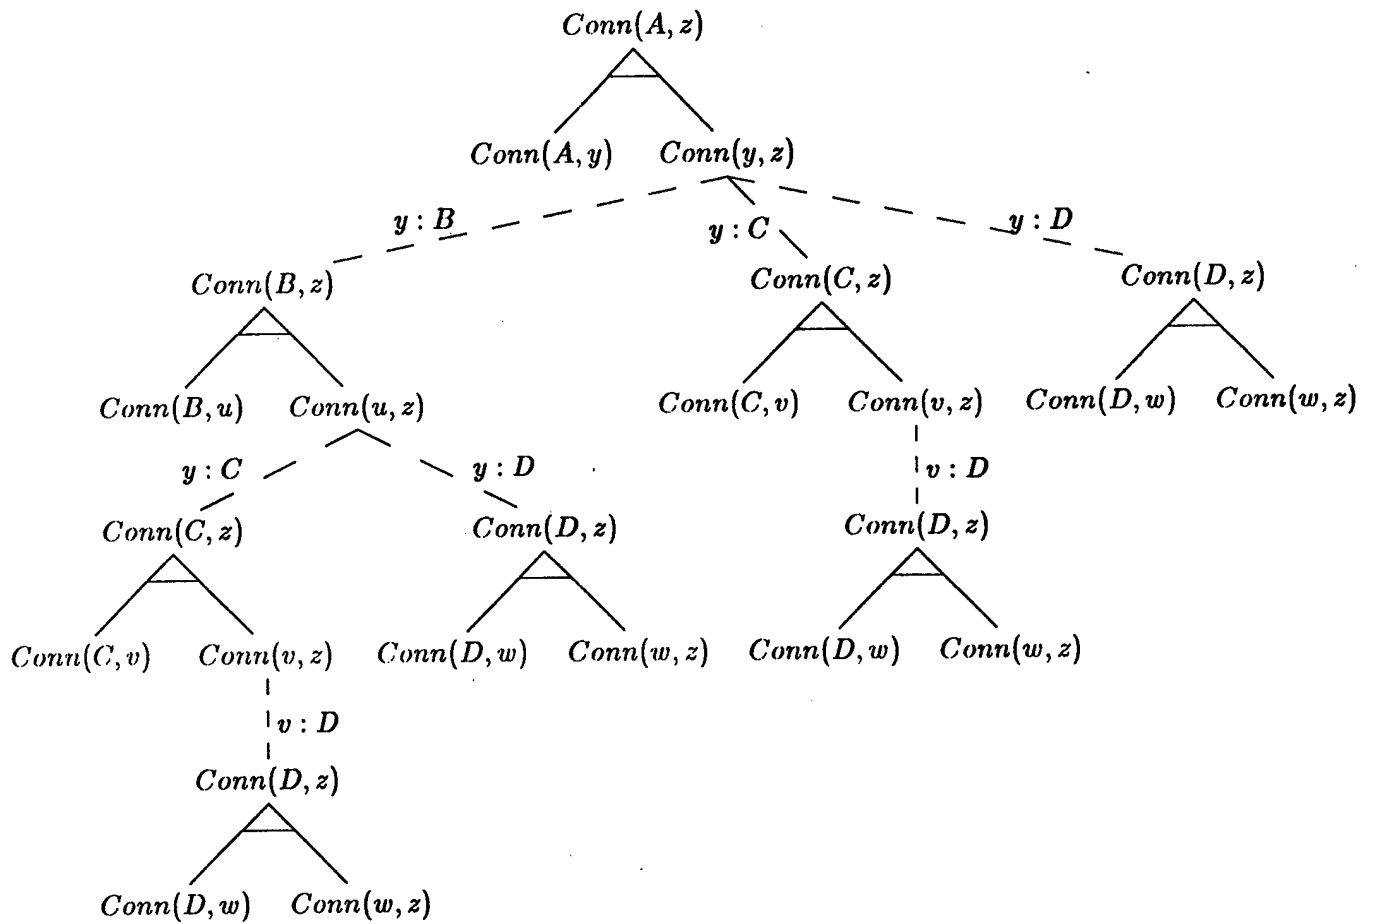 Conn(A, z)
Conn(A, y) Conn(y, z)
y : B y : C y : D
Conn(B, z) Conn(C, z) Conn(D, z)
Conn(B, u) Conn(u, z) Conn(C, v) Conn(v, z) Conn(D, w) Conn(w, z)
y : C y : D v : D
Conn(C, z) Conn(D, z) Conn(D, z)
Conn(C, v) Conn(v, z) Conn(D, w) Conn(w, z) Conn(D, w) Conn(w, z)
v : D
Conn(D, z)
Conn(D, w) Conn(w, z)